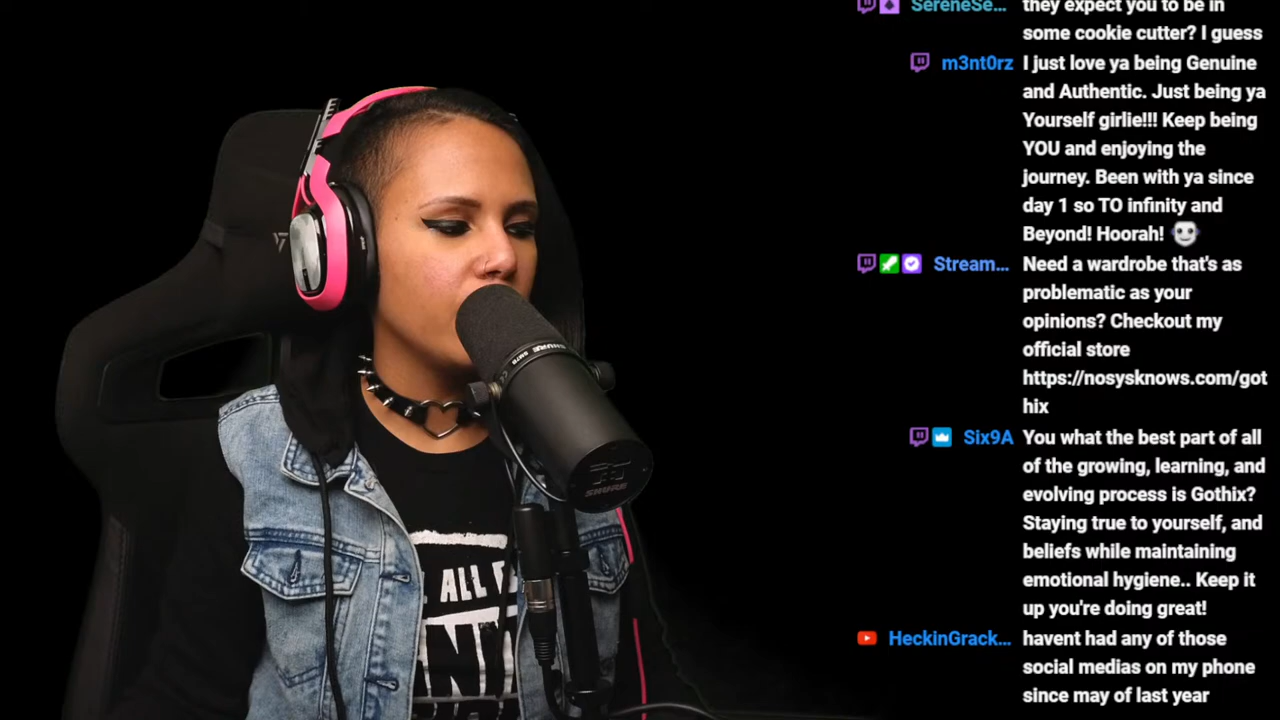 SereneSe... they expect you to be in
some cookie cutter? I guess
m3nt0rz I just love ya being Genuine
and Authentic. Just being ya
Yourself girlie!!! Keep being
YOU and enjoying the
journey. Been with ya since
day 1 so TO infinity and
Beyond! Hoorah!
Stream... Need a wardrobe that's as
problematic as your
opinions? Checkout my
official store
https://nosysknows.com/got
hix
Six9A You what the best part of all
of the growing, learning, and
evolving process is Gothix?
Staying true to yourself, and
beliefs while maintaining
emotional hygiene.. Keep it
up you're doing great!
HeckinGrack... havent had any of those
social medias on my phone
since may of last year
SHURE SM7B
SHURE
ALL